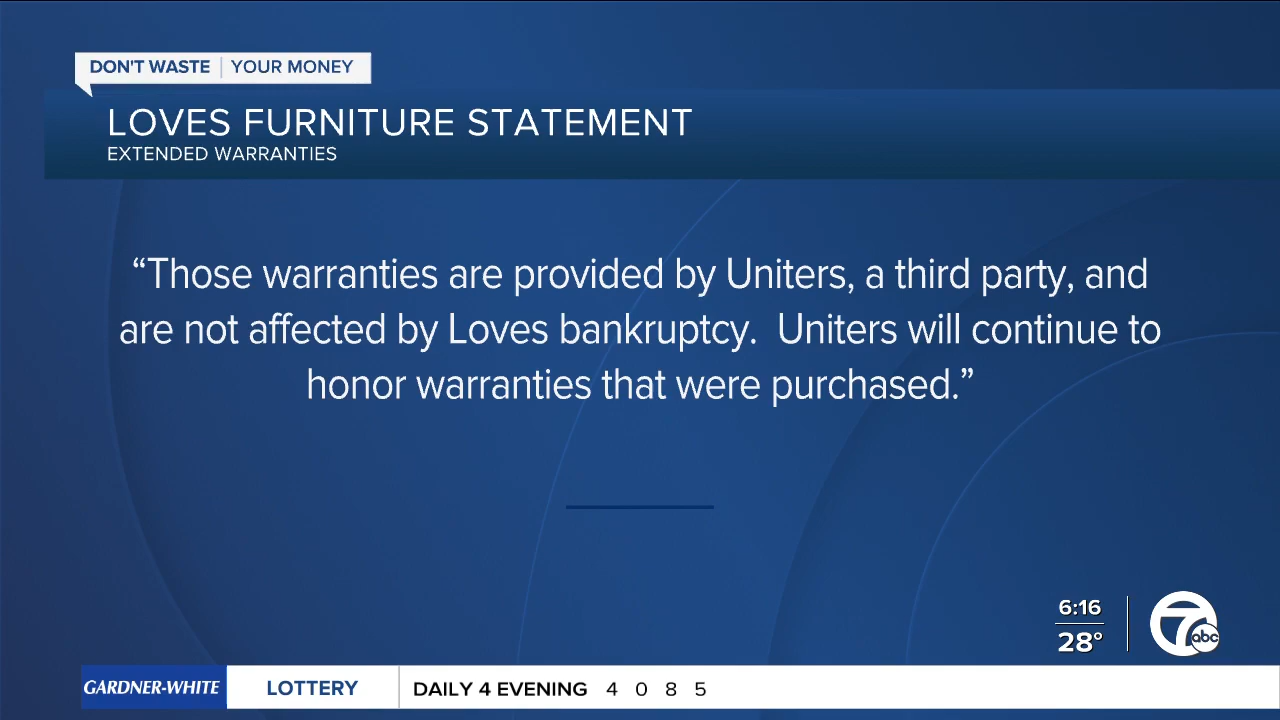 DON'T WASTE | YOUR MONEY
LOVES FURNITURE STATEMENT
EXTENDED WARRANTIES
“Those warranties are provided by Uniters, a third party, and
are not affected by Loves bankruptcy.  Uniters will continue to
honor warranties that were purchased.”
6:16
28°
7 abc
GARDNER-WHITE LOTTERY DAILY 4 EVENING 4 0 8 5